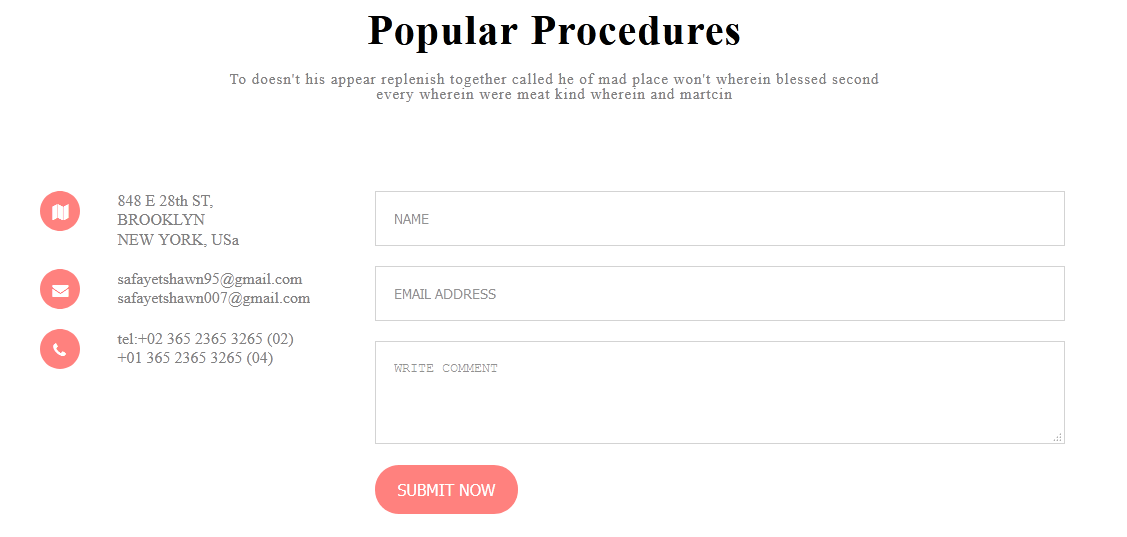 Popular Procedures
To doesn't his appear replenish together called he of mad place won't wherein blessed second
every wherein were meat kind wherein and martcin
848 E 28th ST,
BROOKLYN
NEW YORK, USa
safayetshawn95@gmail.com
safayetshawn007@gmail.com
tel:+02 365 2365 3265 (02)
+01 365 2365 3265 (04)
NAME
EMAIL ADDRESS
WRITE COMMENT
SUBMIT NOW